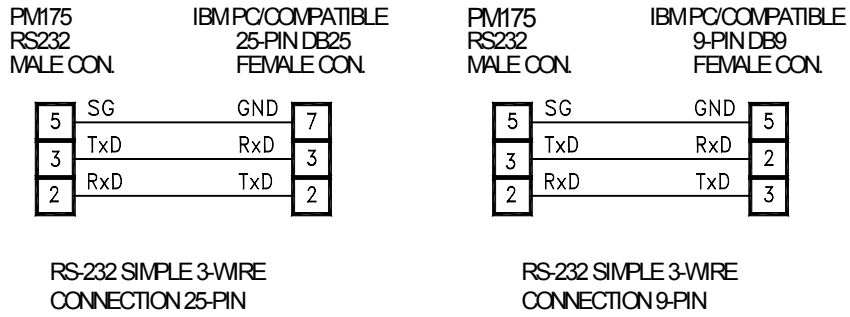 PM175 IBM PC/COMPATIBLE
RS232 25-PIN DB25
MALE CON. FEMALE CON.
5 SG GND 7
3 TxD RxD 3
2 RxD TxD 2
RS-232 SIMPLE 3-WIRE
CONNECTION 25-PIN
PM175 IBM PC/COMPATIBLE
RS232 9-PIN DB9
MALE CON. FEMALE CON.
5 SG GND 5
3 TxD RxD 2
2 RxD TxD 3
RS-232 SIMPLE 3-WIRE
CONNECTION 9-PIN